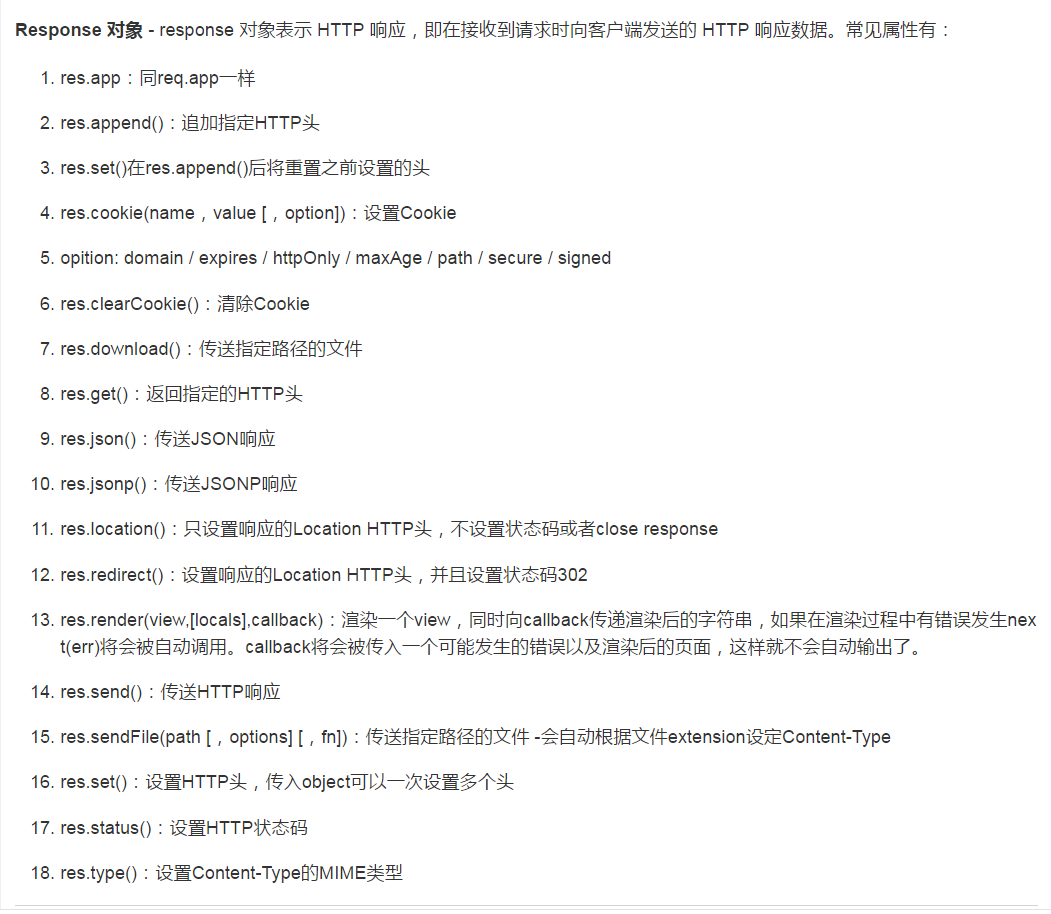 Response 对象 - response 对象表示 HTTP 响应，即在接收到请求时向客户端发送的 HTTP 响应数据。常见属性有：
1. res.app：同req.app一样
2. res.append()：追加指定HTTP头
3. res.set()在res.append()后将重置之前设置的头
4. res.cookie(name，value [，option])：设置Cookie
5. opition: domain / expires / httpOnly / maxAge / path / secure / signed
6. res.clearCookie()：清除Cookie
7. res.download()：传送指定路径的文件
8. res.get()：返回指定的HTTP头
9. res.json()：传送JSON响应
10. res.jsonp()：传送JSONP响应
11. res.location()：只设置响应的Location HTTP头，不设置状态码或者close response
12. res.redirect()：设置响应的Location HTTP头，并且设置状态码302
13. res.render(view,[locals],callback)：渲染一个view，同时向callback传递渲染后的字符串，如果在渲染过程中有错误发生nex
t(err)将会被自动调用。callback将会被传入一个可能发生的错误以及渲染后的页面，这样就不会自动输出了。
14. res.send()：传送HTTP响应
15. res.sendFile(path [，options] [，fn])：传送指定路径的文件 -会自动根据文件extension设定Content-Type
16. res.set()：设置HTTP头，传入object可以一次设置多个头
17. res.status()：设置HTTP状态码
18. res.type()：设置Content-Type的MIME类型